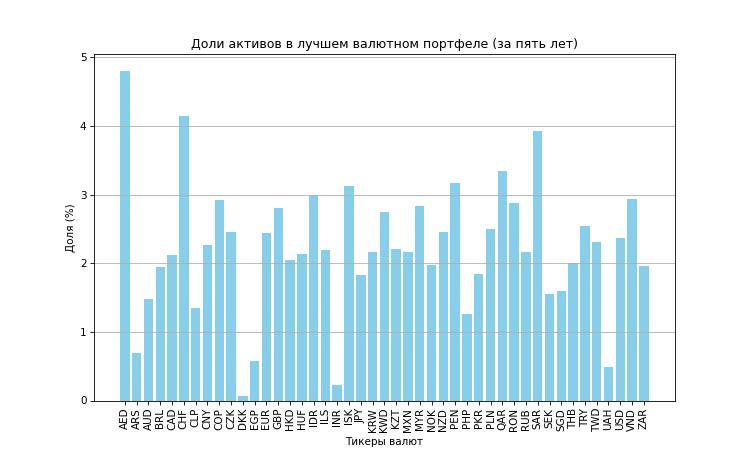 Доли активов в лучшем валютном портфеле (за пять лет)
5
4
3
2
1
0
Доля (%)
AED
ARS
AUD
BRL
CAD
CHF
CLP
CNY
COP
CZK
DKK
EGP
EUR
GBP
HKD
HUF
IDR
ILS
INR
ISK
JPY
KRW
KWD
KZT
MXN
MYR
NOK
NZD
PEN
PHP
PKR
PLN
QAR
RON
RUB
SAR
SEK
SGD
THB
TRY
TWD
UAH
USD
VND
ZAR
Тикеры валют